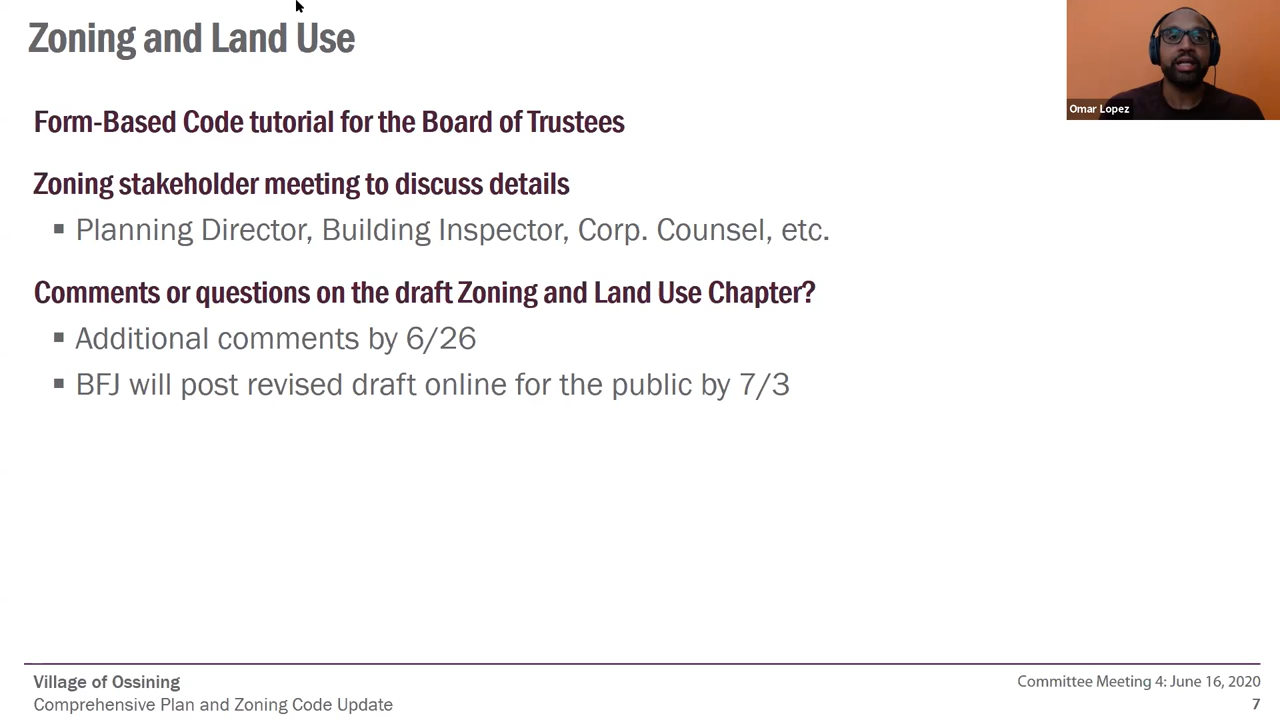 Zoning and Land Use
Omar Lopez
Form-Based Code tutorial for the Board of Trustees
Zoning stakeholder meeting to discuss details
▪ Planning Director, Building Inspector, Corp. Counsel, etc.
Comments or questions on the draft Zoning and Land Use Chapter?
▪ Additional comments by 6/26
▪ BFJ will post revised draft online for the public by 7/3
Village of Ossining
Comprehensive Plan and Zoning Code Update
Committee Meeting 4: June 16, 2020
7